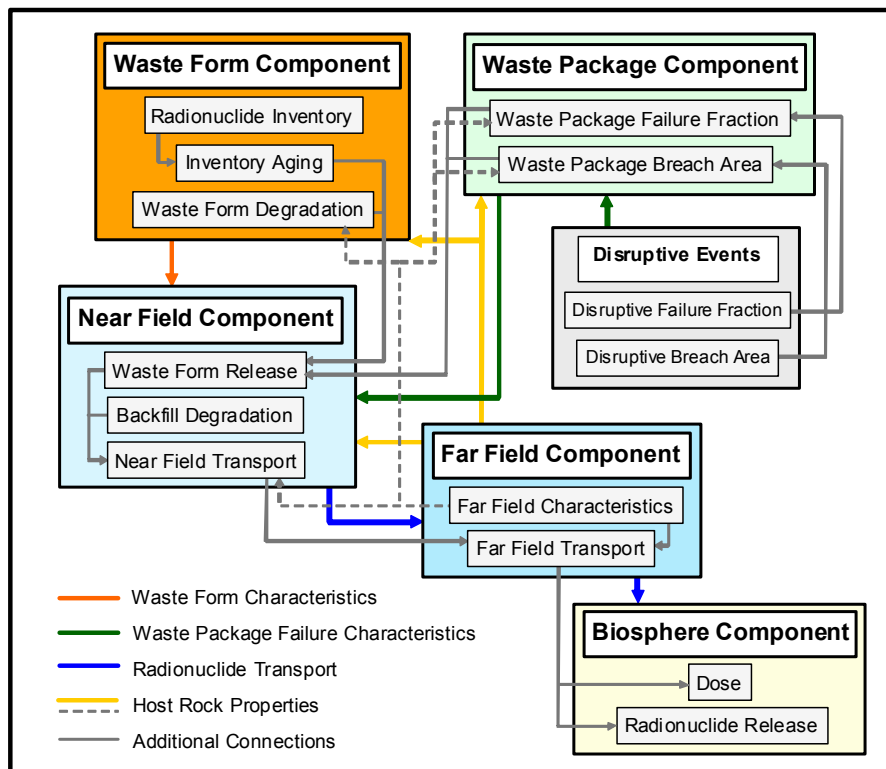 Waste Form Component
Radionuclide Inventory
Inventory Aging
Waste Form Degradation
Waste Package Component
Waste Package Failure Fraction
Waste Package Breach Area
Disruptive Events
Disruptive Failure Fraction
Disruptive Breach Area
Near Field Component
Waste Form Release
Backfill Degradation
Near Field Transport
Far Field Component
Far Field Characteristics
Far Field Transport
Biosphere Component
Dose
Radionuclide Release
Waste Form Characteristics
Waste Package Failure Characteristics
Radionuclide Transport
Host Rock Properties
Additional Connections